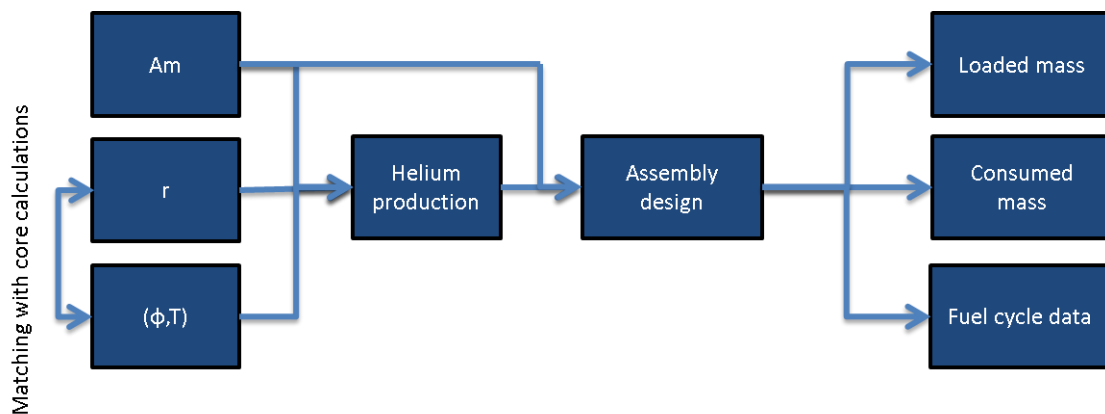 Matching with core calculations
Am
r
(ϕ,T)
Helium
production
Assembly
design
Loaded mass
Consumed
mass
Fuel cycle data